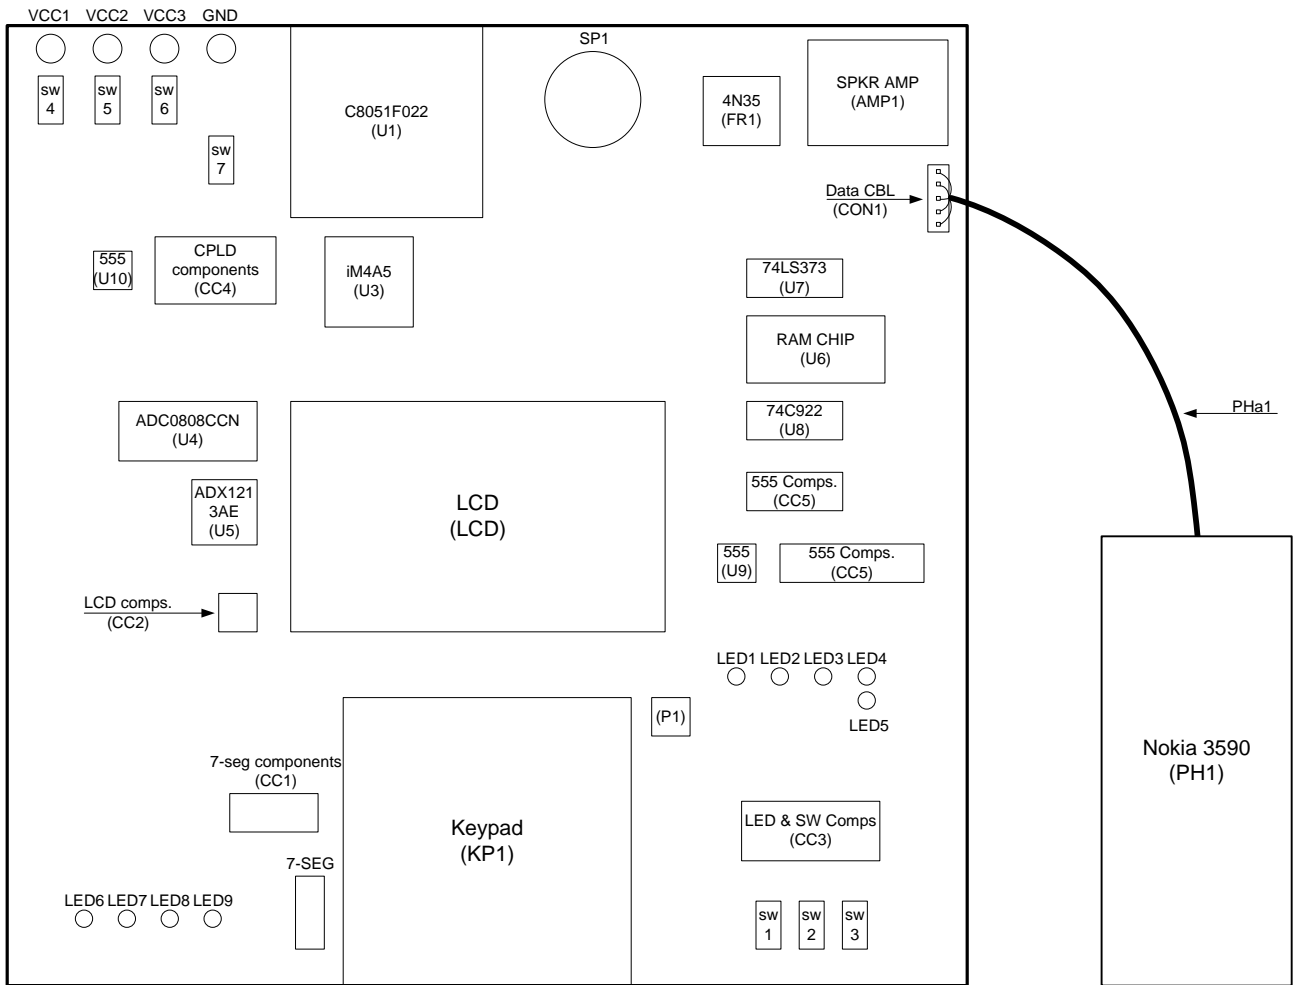 VCC1 VCC2 VCC3 GND
SP1
sw
4
sw
5
sw
6
sw
7
C8051F022
(U1)
4N35
(FR1)
SPKR AMP
(AMP1)
Data CBL
(CON1)
555
(U10)
CPLD
components
(CC4)
iM4A5
(U3)
74LS373
(U7)
RAM CHIP
(U6)
ADC0808CCN
(U4)
74C922
(U8)
PHa1
ADX121
3AE
(U5)
LCD
(LCD)
555 Comps.
(CC5)
555
(U9)
555 Comps.
(CC5)
LCD comps.
(CC2)
LED1 LED2 LED3 LED4
LED5
(P1)
Nokia 3590
(PH1)
7-seg components
(CC1)
Keypad
(KP1)
LED & SW Comps
(CC3)
7-SEG
LED6 LED7 LED8 LED9
sw
1
sw
2
sw
3